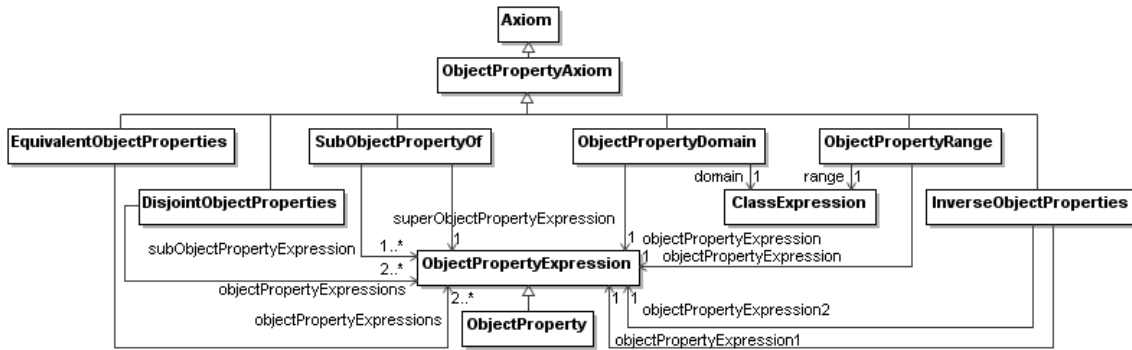 Axiom
ObjectPropertyAxiom
EquivalentObjectProperties
SubObjectPropertyOf
ObjectPropertyDomain
ObjectPropertyRange
domain 1
range 1
DisjointObjectProperties
ClassExpression
InverseObjectProperties
superObjectPropertyExpression
subObjectPropertyExpression
1..*
1
1 objectPropertyExpression
1 objectPropertyExpression
2..*
ObjectPropertyExpression
objectPropertyExpressions
2..*
1
1
objectPropertyExpression2
objectPropertyExpressions
ObjectProperty
objectPropertyExpression1